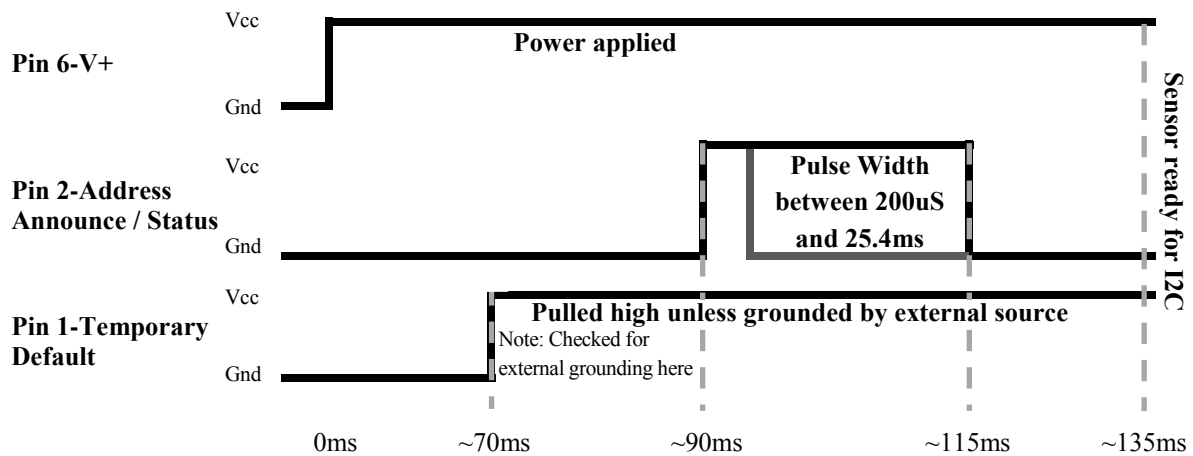 Vcc
Pin 6-V+
Power applied
Gnd
Sensor ready for I2C
Vcc
Pin 2-Address
Announce / Status
Pulse Width
between 200uS
and 25.4ms
Gnd
Vcc
Pin 1-Temporary
Default
Pulled high unless grounded by external source
Note: Checked for
external grounding here
Gnd
0ms
~70ms
~90ms
~115ms
~135ms